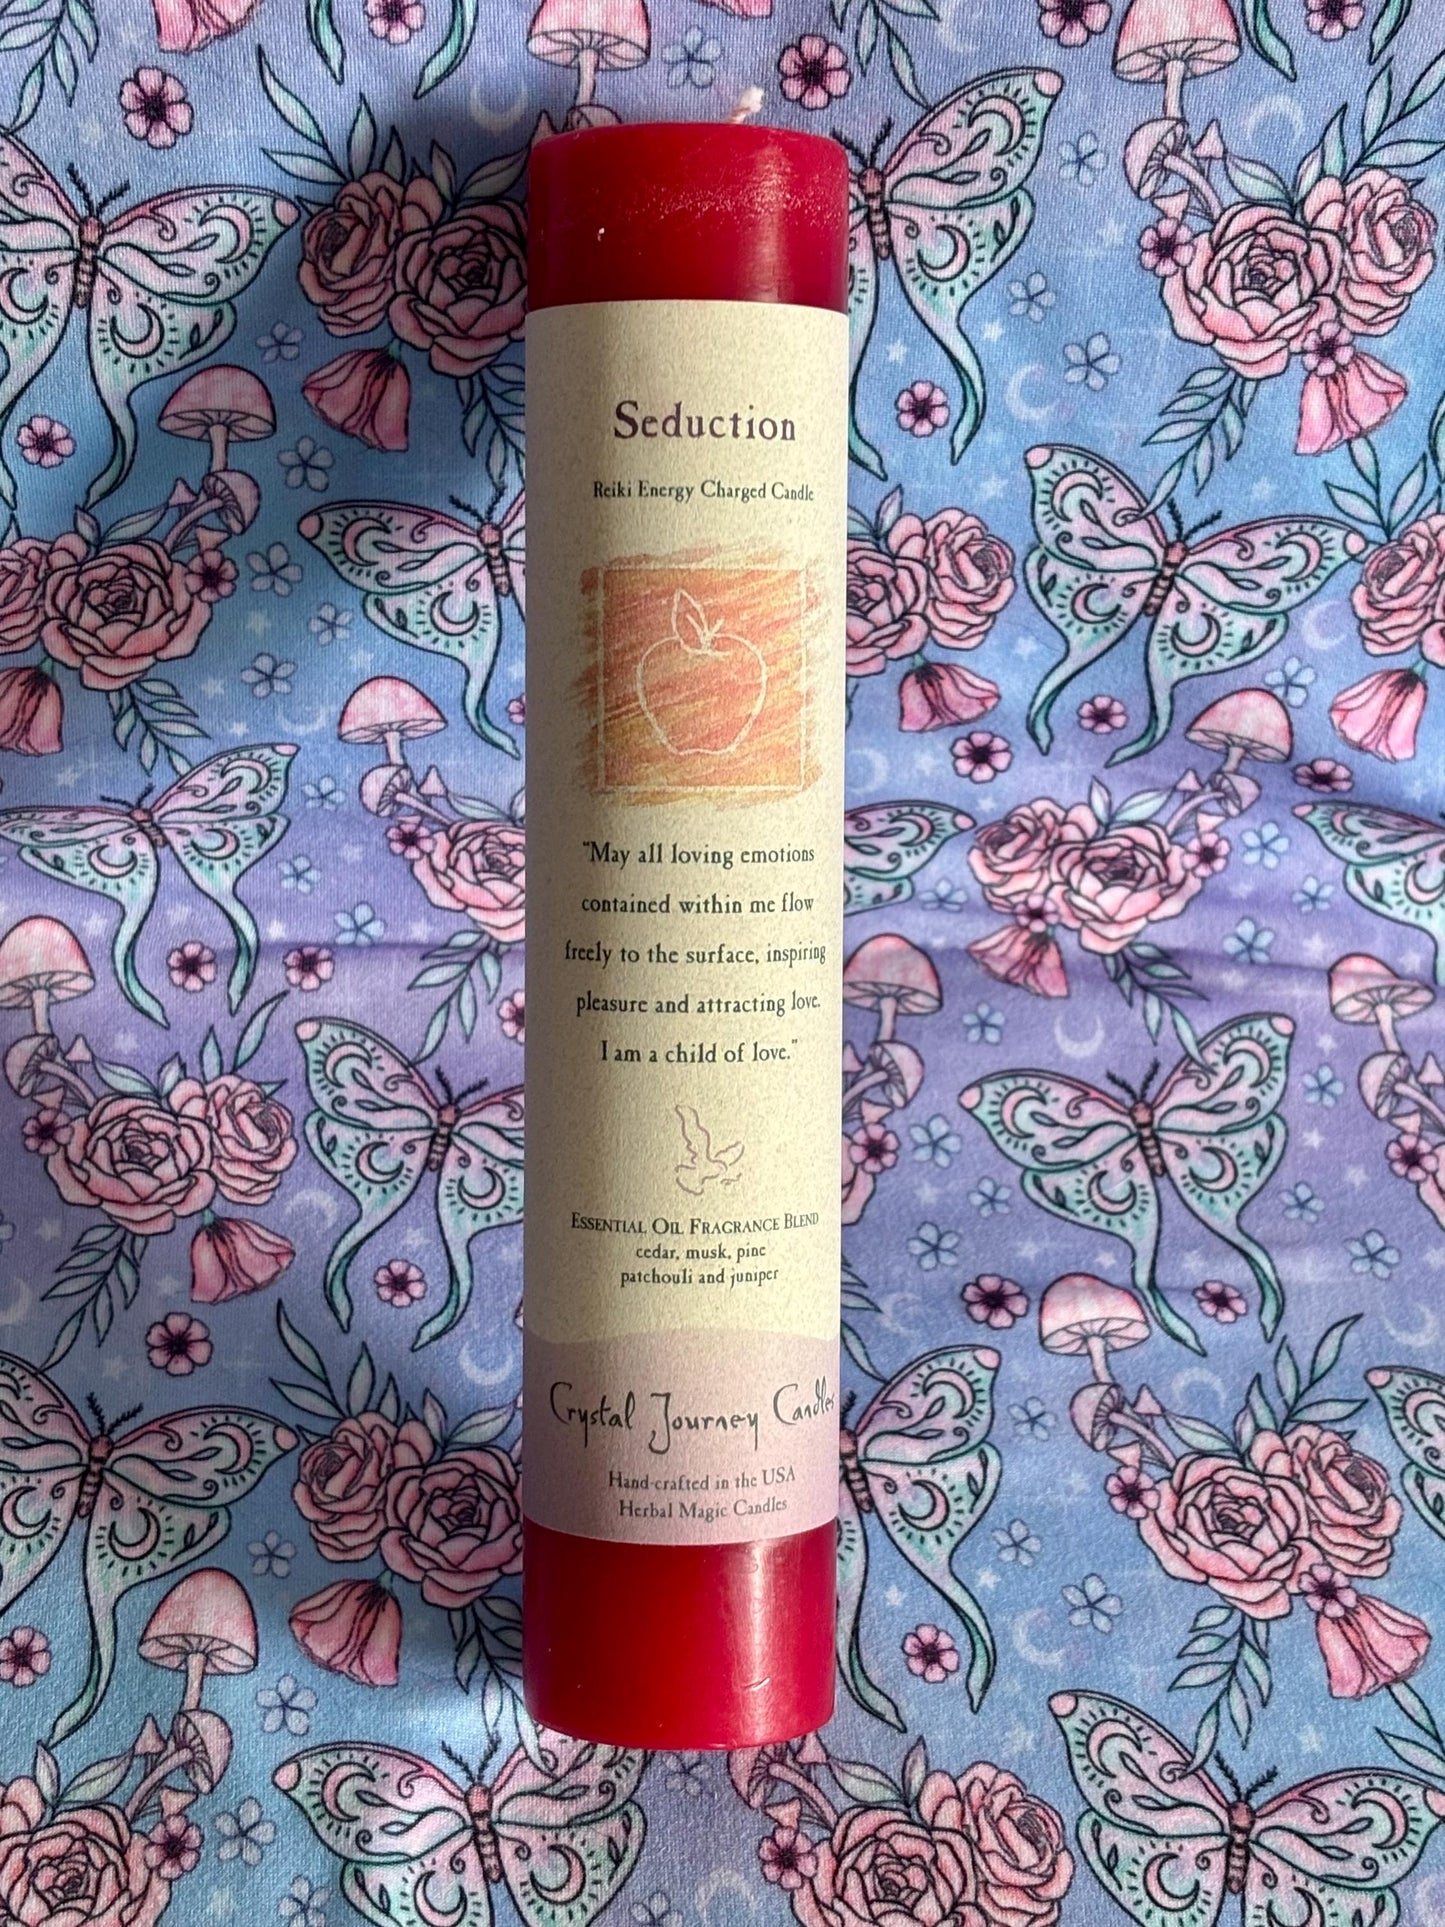 Seduction
Reiki Energy Charged Candle
"May all loving emotions
contained within me flow
freely to the surface, inspiring
pleasure and attracting love.
I am a child of love."
Essential Oil Fragrance Blend
cedar, musk, pine
patchouli and juniper
Crystal Journey Candles
Hand-crafted in the USA
Herbal Magic Candles